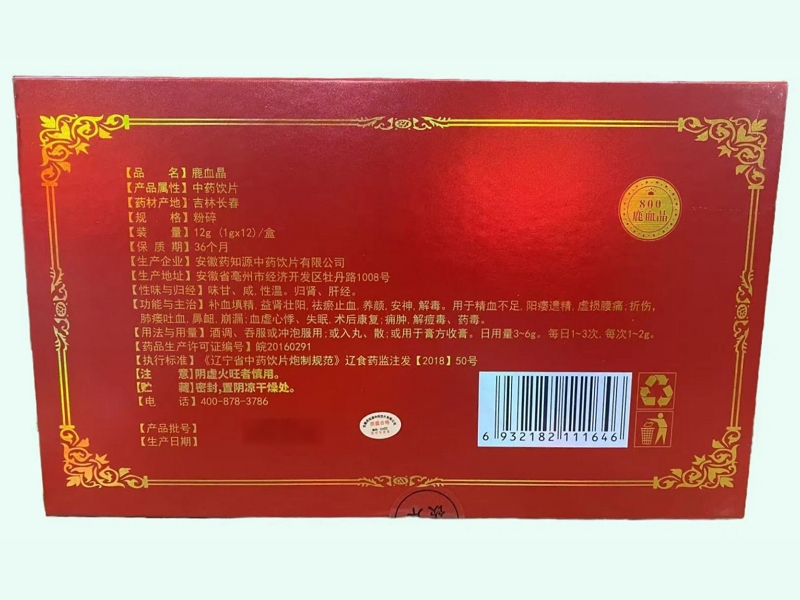 【品　　名】鹿血晶
【产品属性】中药饮片
【药材产地】吉林长春
【规　　格】粉碎
【装　　量】12g（1gx12）/盒
【保 质 期】36个月
【生产企业】安徽药知源中药饮片有限公司
【生产地址】安徽省亳州市经济开发区牡丹路1008号
【性味与归经】味甘、咸,性温。归肾、肝经。
【功能与主治】补血填精,益肾壮阳,祛瘀止血,养颜,安神,解毒。用于精血不足,阳痿遗精,虚损腰痛;折伤,
肺痿吐血,鼻衄,崩漏;血虚心悸、失眠,术后康复;痈肿,解痘毒、药毒。
【用法与用量】酒调、吞服或冲泡服用;或入丸、散;或用于膏方收膏。日用量3~6g。每日1~3次,每次1~2g。
【药品生产许可证编号】皖20160291
【执行标准】《辽宁省中药饮片炮制规范》辽食药监注发【2018】50号
【注　　意】阴虚火旺者慎用。
【贮　　藏】密封,置阴凉干燥处。
【电　　话】400-878-3786
【产品批号】
【生产日期】
800
鹿血晶
6 932182 111646
饮片